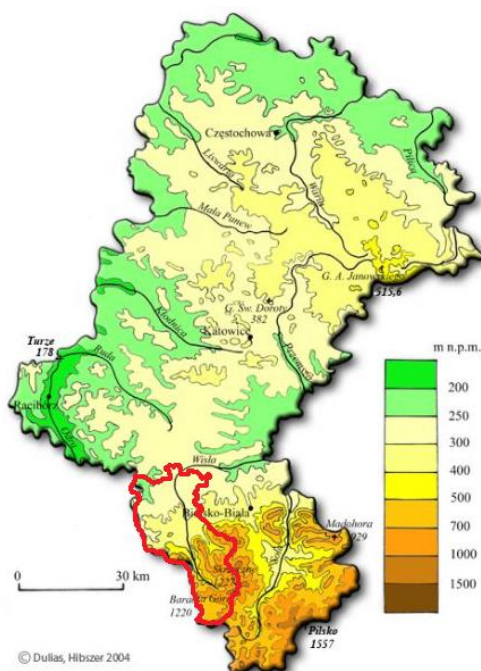 Częstochowa
Liswarta
Pilica
Warta
Mała Panew
G. A. Janowskiego
515,6
G. Św. Doroty
382
Kłodnica
Katowice
Przemsza
Turze
178
Ruda
Racibórz
Odra
m n.p.m.
200
250
300
400
500
700
1000
1500
Wisła
Bielsko-Biała
Madohora
929
Skrzyczne
Barania Góra
1220
Pilsko
1557
0 30 km
© Dulias, Hibszer 2004